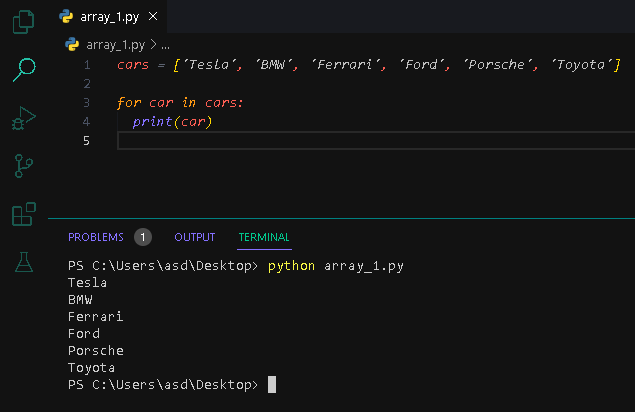 array_1.py ×
array_1.py > ...
1 cars = ['Tesla', 'BMW', 'Ferrari', 'Ford', 'Porsche', 'Toyota']
2
3 for car in cars:
4   print(car)
5
PROBLEMS 1 OUTPUT TERMINAL
PS C:\Users\asd\Desktop> python array_1.py
Tesla
BMW
Ferrari
Ford
Porsche
Toyota
PS C:\Users\asd\Desktop>